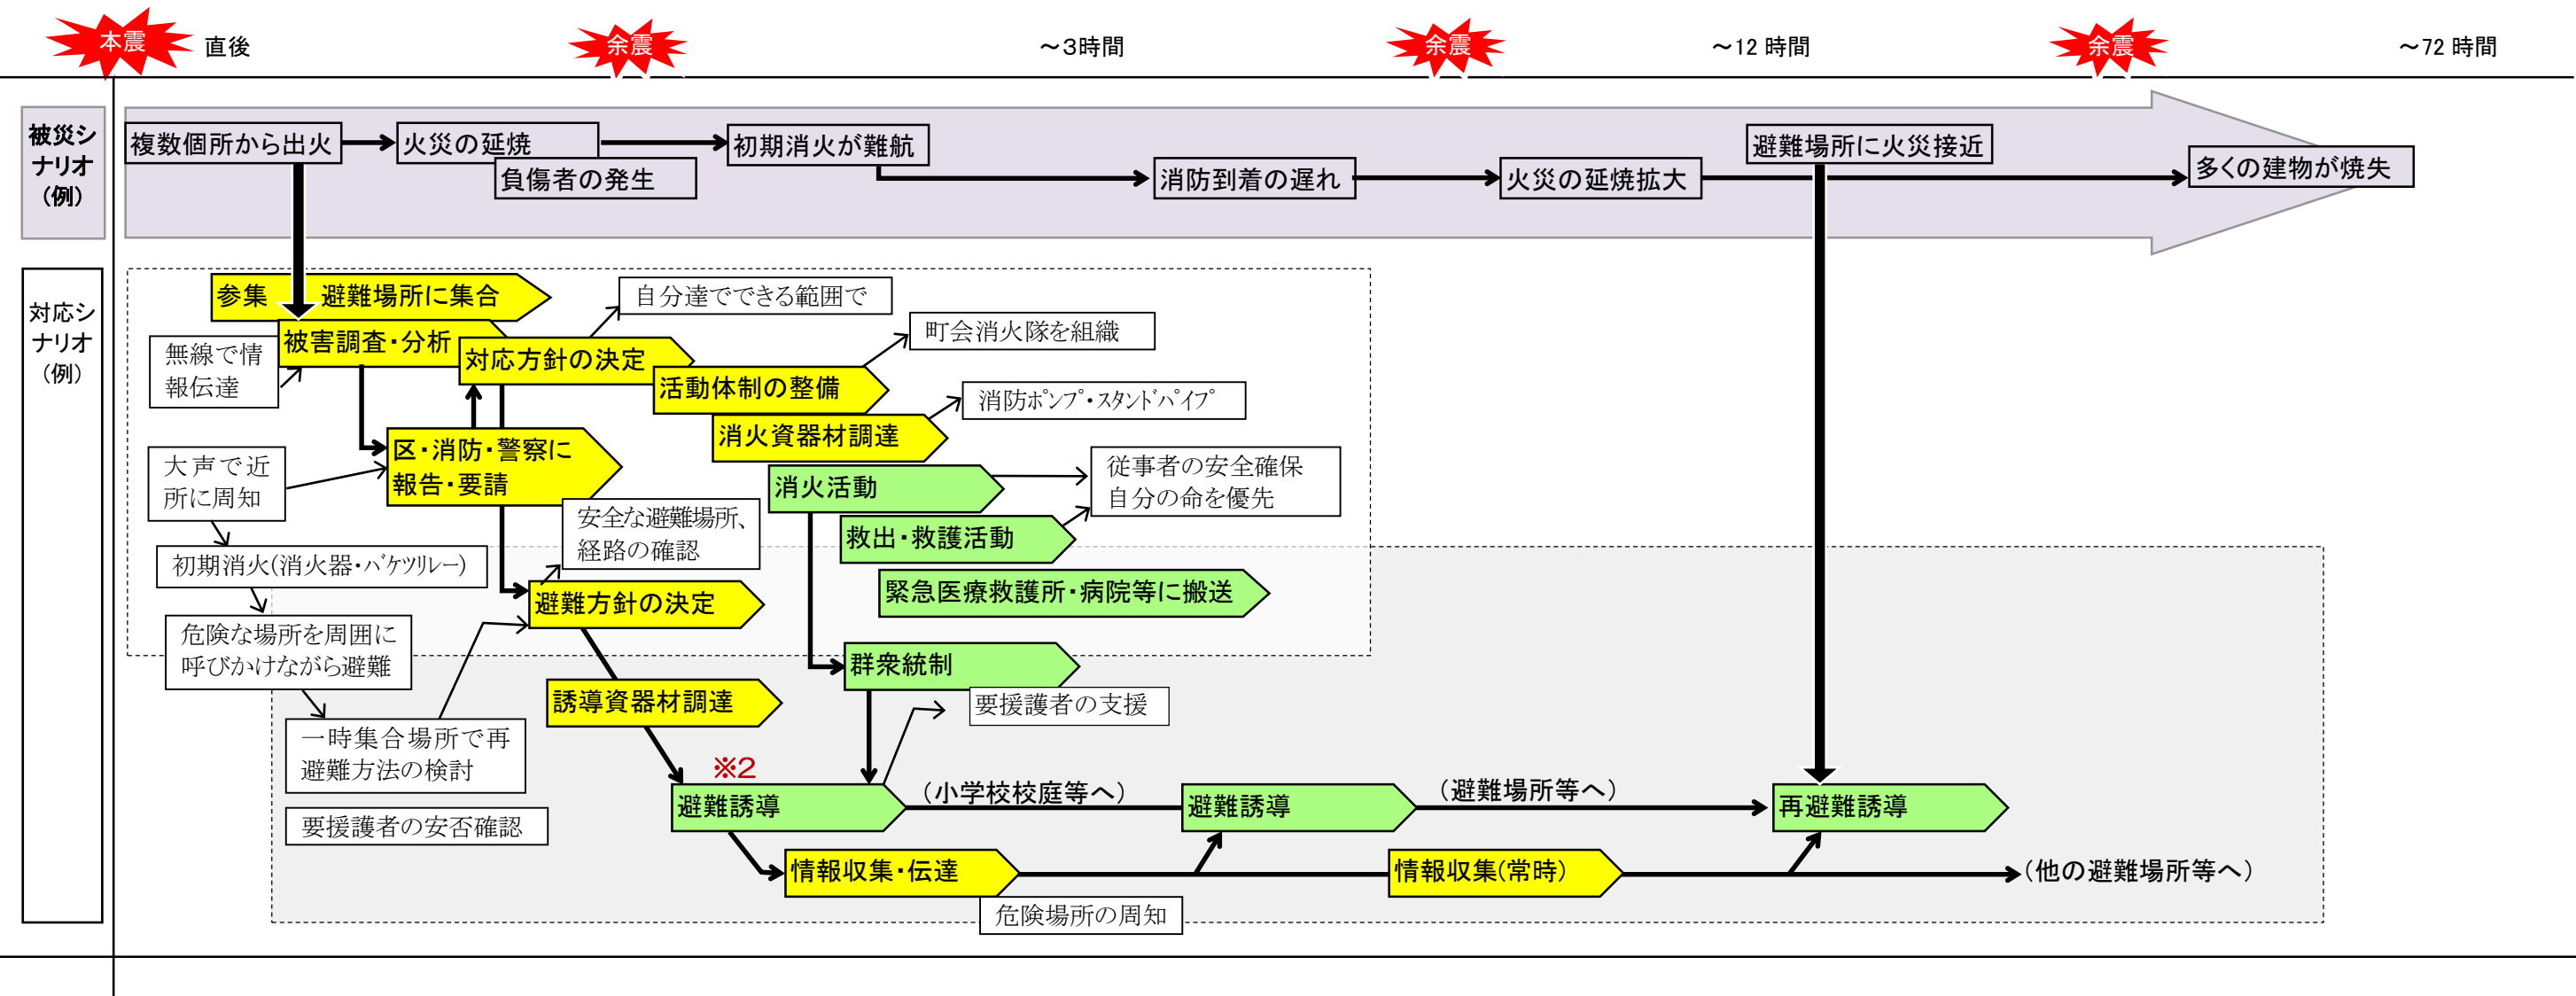 本震
直後
余震
～3時間
余震
～12 時間
余震
～72 時間
被災シ
ナリオ
(例)
複数個所から出火
火災の延焼
負傷者の発生
初期消火が難航
消防到着の遅れ
火災の延焼拡大
避難場所に火災接近
多くの建物が焼失
対応シ
ナリオ
(例)
参集　避難場所に集合
自分達でできる範囲で
被害調査・分析
無線で情
報伝達
対応方針の決定
町会消火隊を組織
活動体制の整備
消防ﾎﾟﾝﾌﾟ・ｽﾀﾝﾄﾞﾊﾟｲﾌﾟ
消火資器材調達
区・消防・警察に
報告・要請
大声で近
所に周知
消火活動
従事者の安全確保
自分の命を優先
安全な避難場所、
経路の確認
救出・救護活動
初期消火(消火器・ﾊﾞｹﾂﾘﾚｰ)
緊急医療救護所・病院等に搬送
避難方針の決定
危険な場所を周囲に
呼びかけながら避難
群衆統制
誘導資器材調達
要援護者の支援
一時集合場所で再
避難方法の検討
※2
避難誘導
(小学校校庭等へ)
避難誘導
(避難場所等へ)
再避難誘導
要援護者の安否確認
情報収集・伝達
情報収集(常時)
(他の避難場所等へ)
危険場所の周知